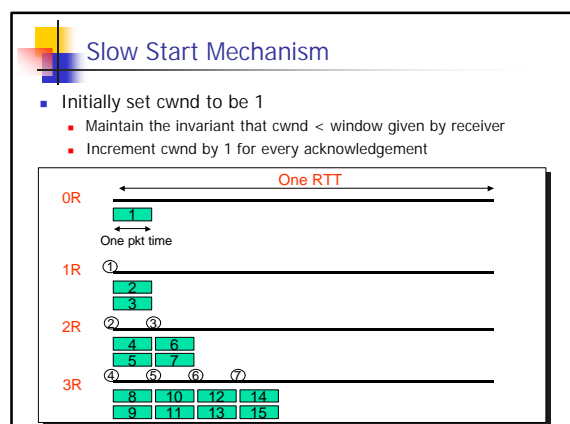 Slow Start Mechanism
Initially set cwnd to be 1
Maintain the invariant that cwnd < window given by receiver
Increment cwnd by 1 for every acknowledgement
One RTT
0R
1
One pkt time
1R
1
2
3
2R
2 3
4 6
5 7
3R
4 5 6 7
8 10 12 14
9 11 13 15